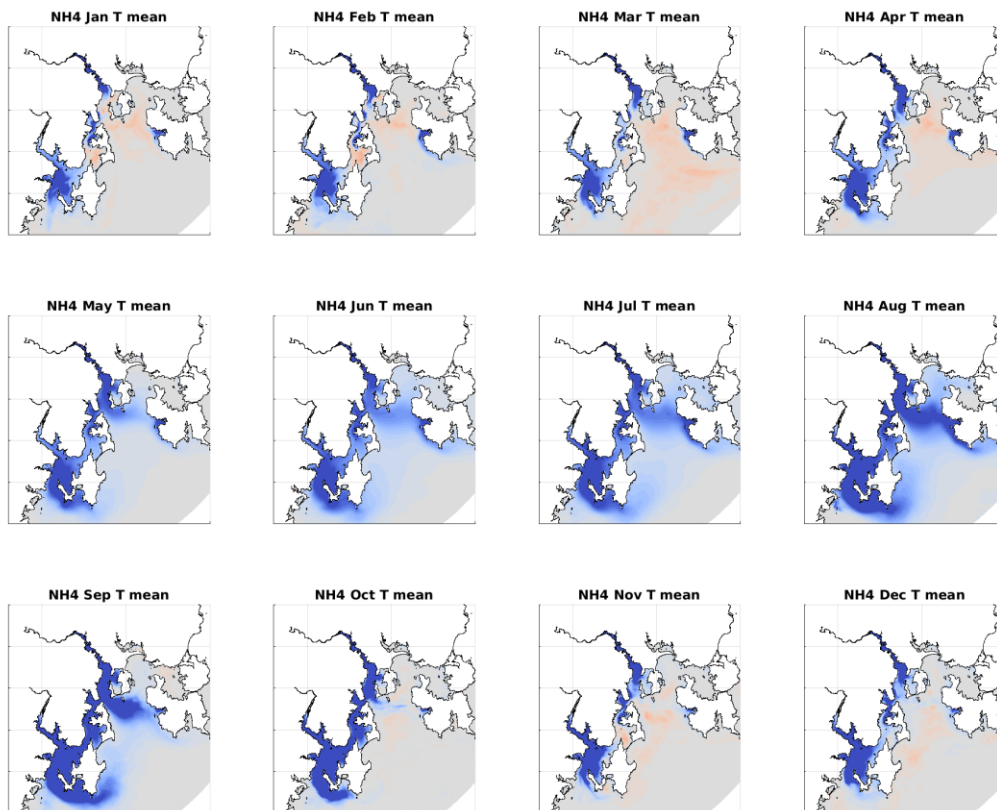 NH4 Jan T mean
NH4 Feb T mean
NH4 Mar T mean
NH4 Apr T mean
NH4 May T mean
NH4 Jun T mean
NH4 Jul T mean
NH4 Aug T mean
NH4 Sep T mean
NH4 Oct T mean
NH4 Nov T mean
NH4 Dec T mean